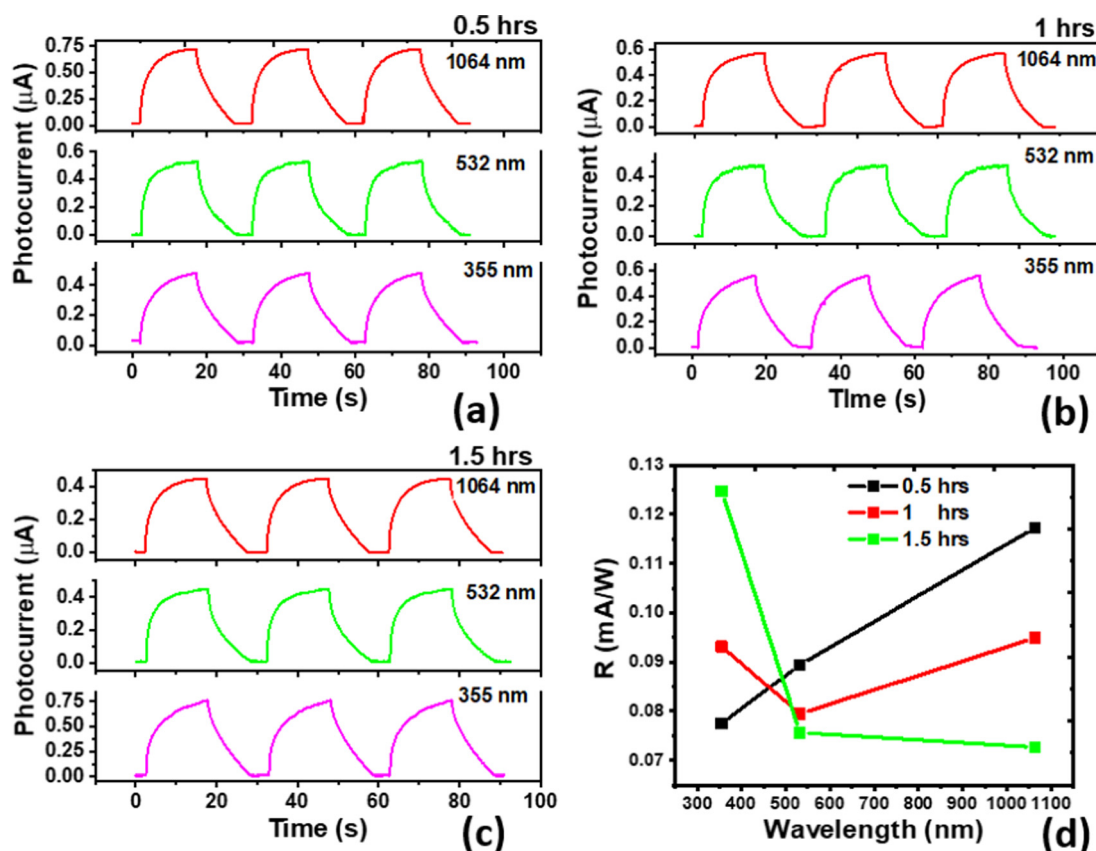 0.5 hrs
Photocurrent (μA)
0.75
0.50
0.25
0.00
1064 nm
0.6
0.4
0.2
0.0
532 nm
0.4
0.2
0.0
355 nm
0 20 40 60 80 100
Time (s)
(a)
1 hrs
Photocurrent (μA)
0.6
0.4
0.2
0.0
1064 nm
0.6
0.4
0.2
0.0
532 nm
0.6
0.4
0.2
0.0
355 nm
0 20 40 60 80 100
TIme (s)
(b)
1.5 hrs
Photocurrent (μA)
0.4
0.2
0.0
1064 nm
0.4
0.2
0.0
532 nm
0.75
0.50
0.25
0.00
355 nm
0 20 40 60 80 100
Time (s)
(c)
R (mA/W)
0.13
0.12
0.11
0.10
0.09
0.08
0.07
0.5 hrs
1 hrs
1.5 hrs
300 400 500 600 700 800 900 1000 1100
Wavelength (nm)
(d)